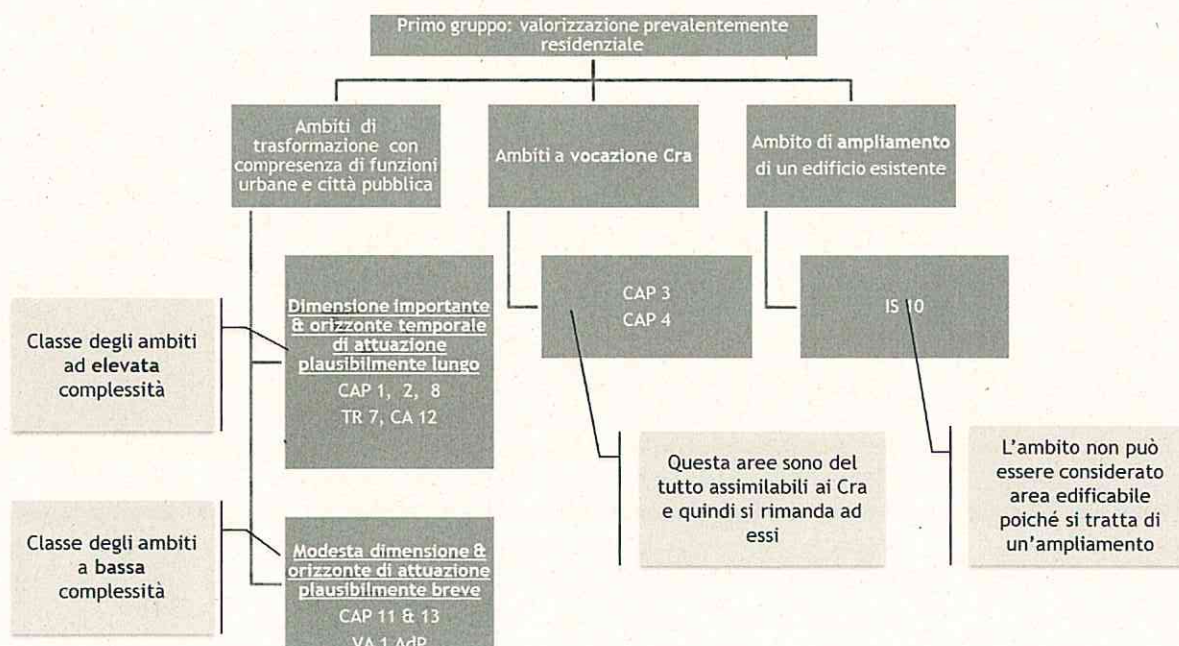 Primo gruppo: valorizzazione prevalentemente
residenziale
Ambiti di
trasformazione con
compresenza di funzioni
urbane e città pubblica
Ambiti a vocazione Cra
Ambito di ampliamento
di un edificio esistente
Classe degli ambiti
ad elevata
complessità
Dimensione importante
& orizzonte temporale
di attuazione
plausibilmente lungo
CAP 1, 2, 8
TR 7, CA 12
CAP 3
CAP 4
IS 10
Questa aree sono del
tutto assimilabili ai Cra
e quindi si rimanda ad
essi
L'ambito non può
essere considerato
area edificabile
poiché si tratta di
un'ampliamento
Classe degli ambiti
a bassa
complessità
Modesta dimensione &
orizzonte di attuazione
plausibilmente breve
CAP 11 & 13
VA 1 AdP